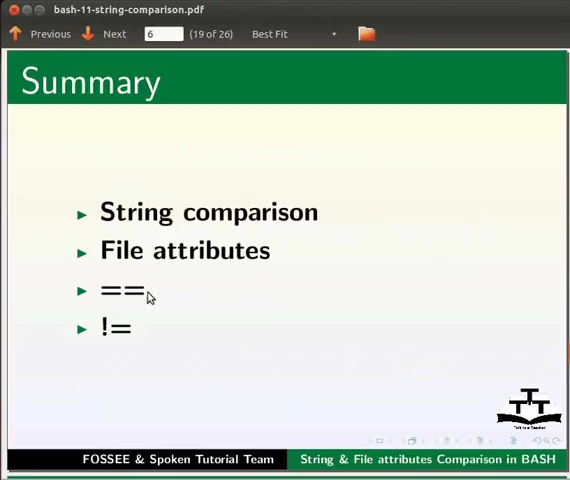 bash-11-string-comparison.pdf
Previous Next 6 (19 of 26) Best Fit
Summary
String comparison
File attributes
==
!=
FOSSEE & Spoken Tutorial Team String & File attributes Comparison in BASH